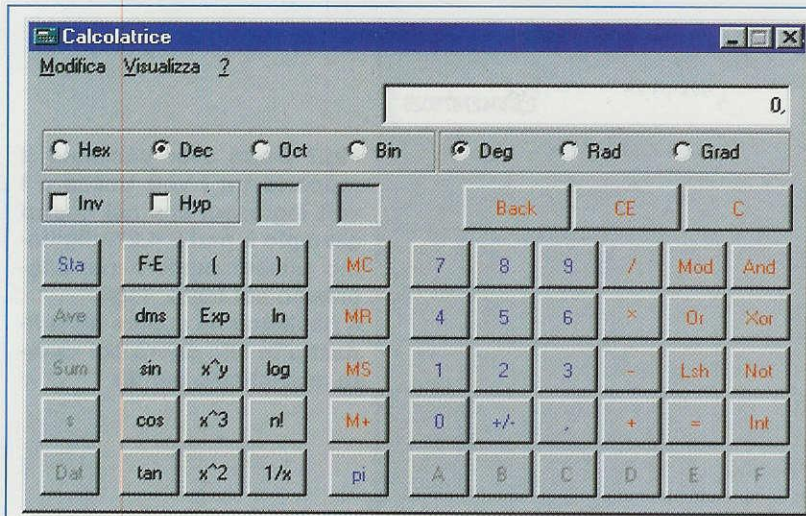 Calcolatrice
Modifica Visualizza ?
0,
Hex Dec Oct Bin Deg Rad Grad
Inv Hyp Back CE C
Sta F-E ( ) MC 7 8 9 / Mod And
Ave dms Exp ln MR 4 5 6 * Or Xor
Sum sin x^y log MS 1 2 3 - Lsh Not
s cos x^3 n! M+ 0 +/- , + = Int
Dat tan x^2 1/x pi A B C D E F